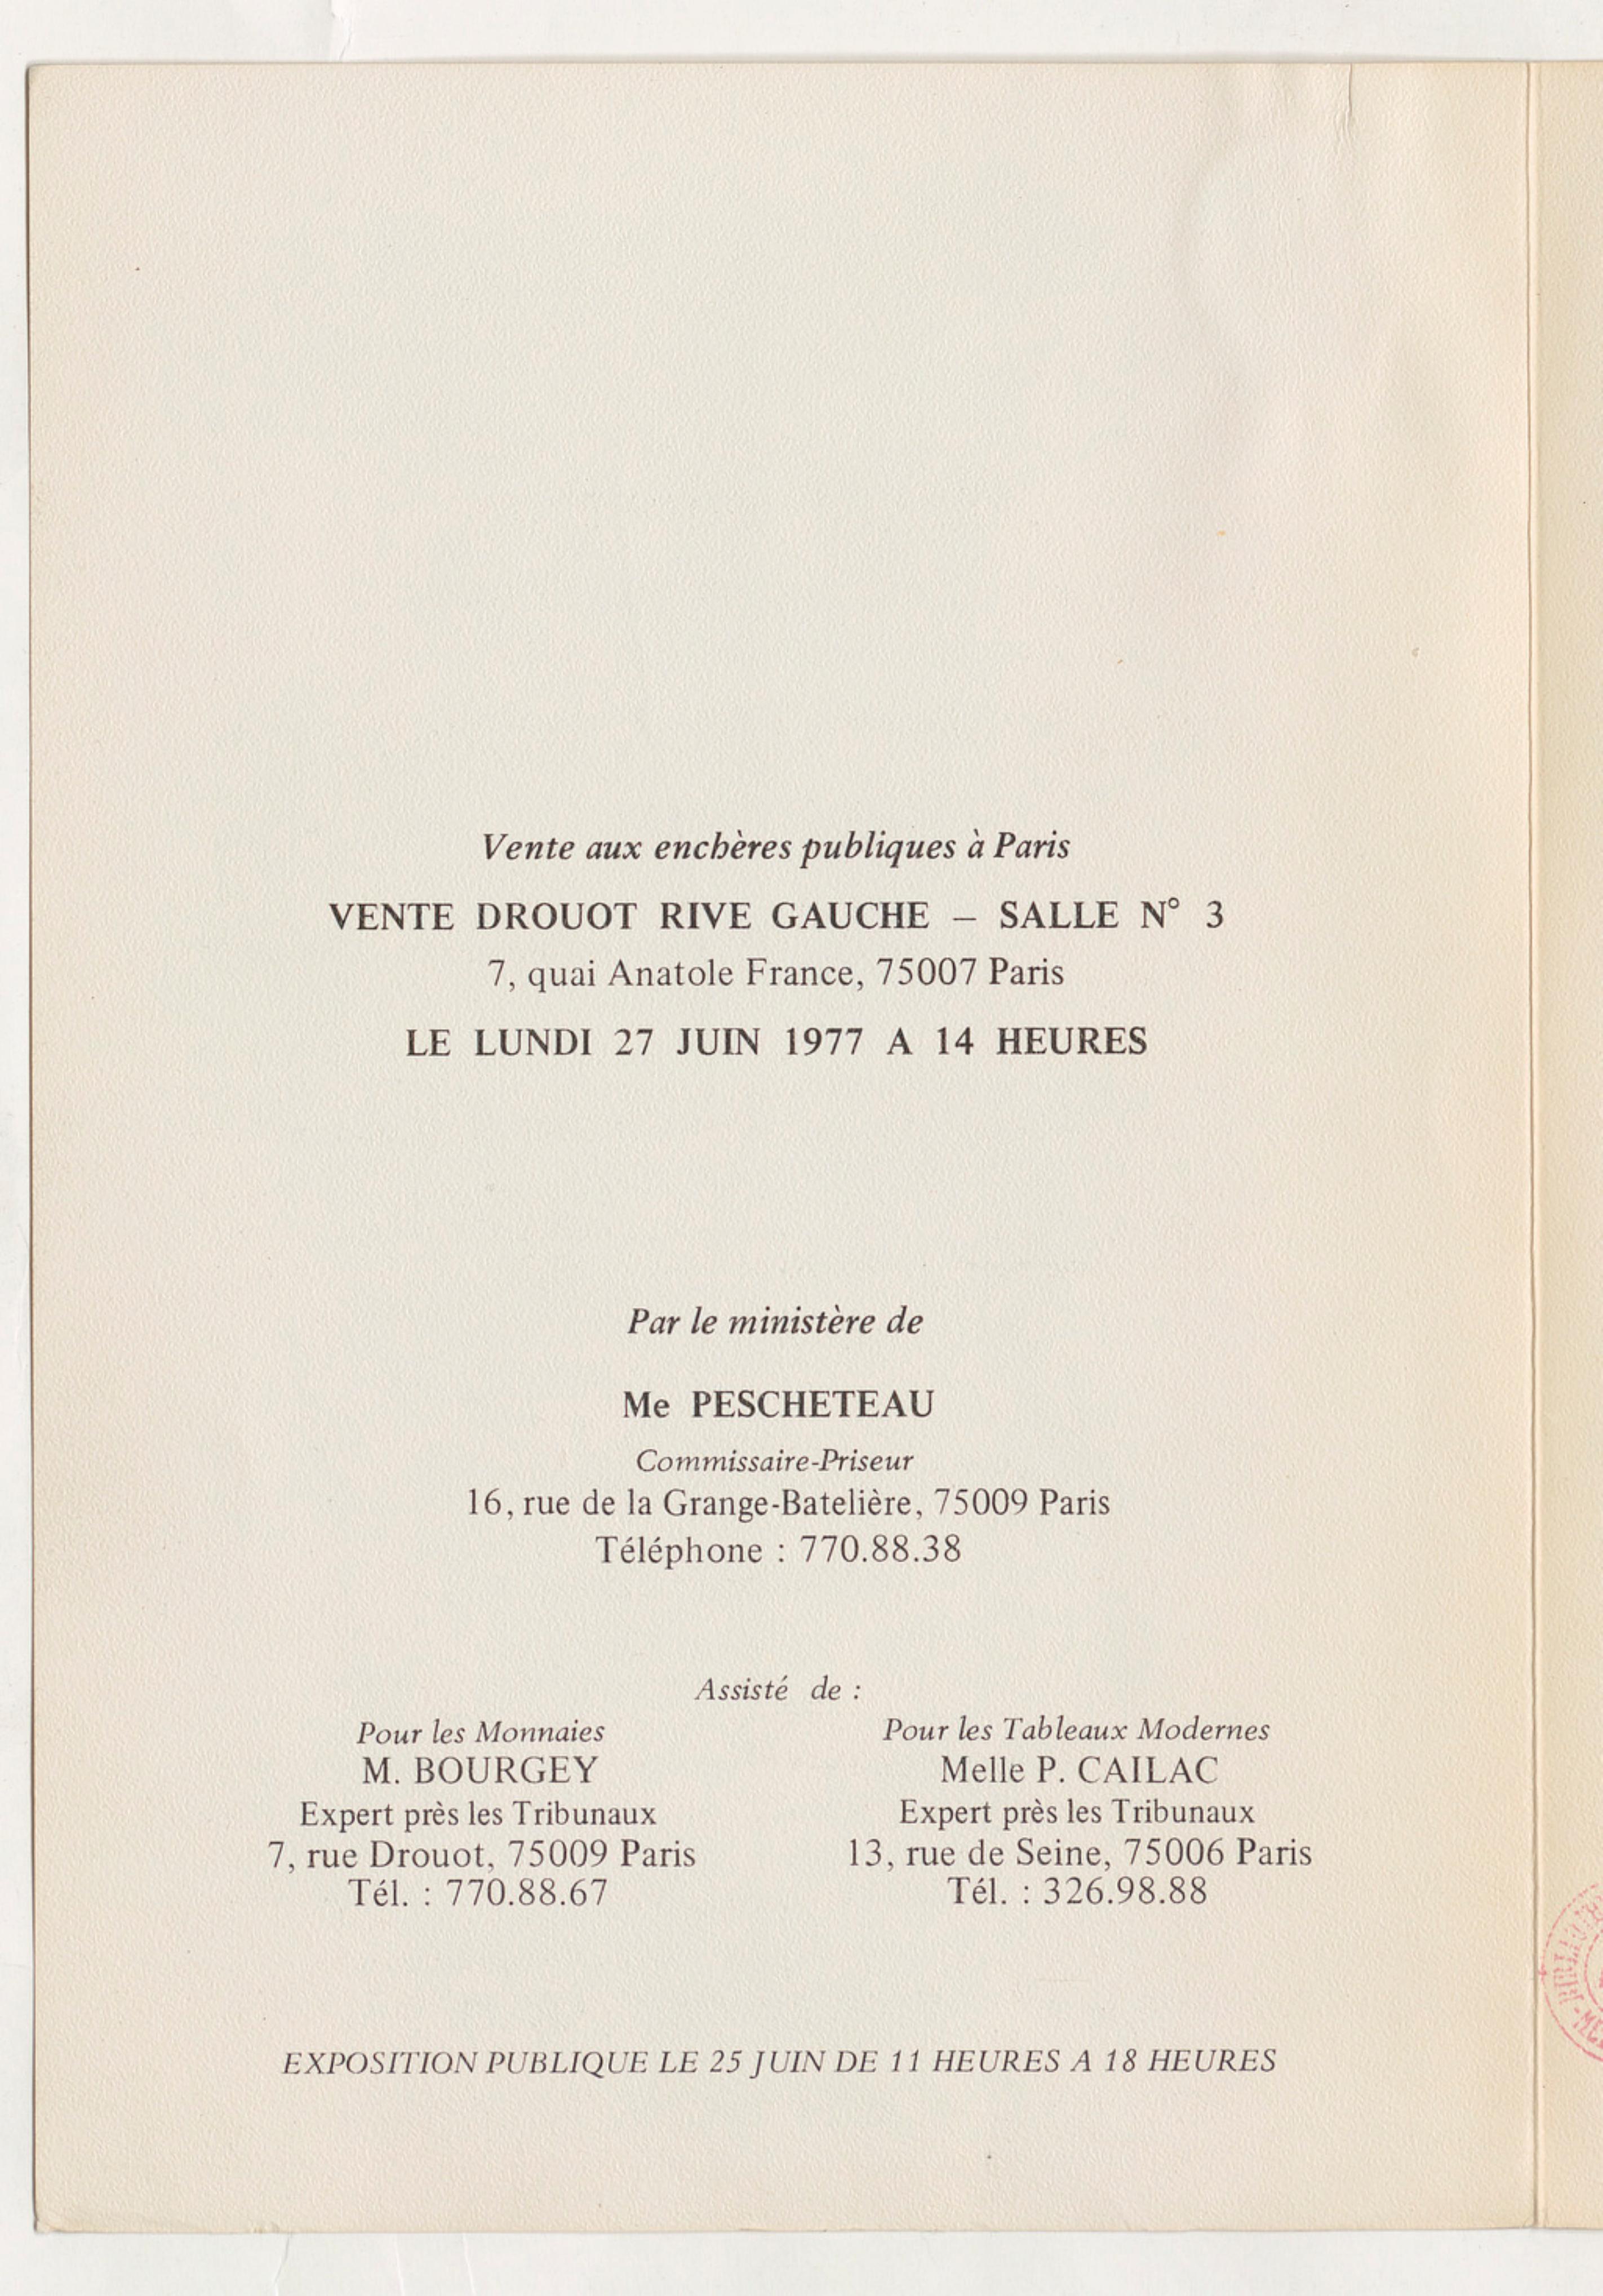 Vente aux enchères publiques à Paris
VENTE DROUOT RIVE GAUCHE – SALLE N° 3
7, quai Anatole France, 75007 Paris
LE LUNDI 27 JUIN 1977 A 14 HEURES
Par le ministère de
Me PESCHETEAU
Commissaire-Priseur
16, rue de la Grange-Batelière, 75009 Paris
Téléphone : 770.88.38
Assisté de :
Pour les Monnaies
M. BOURGEY
Expert près les Tribunaux
7, rue Drouot, 75009 Paris
Tél. : 770.88.67
Pour les Tableaux Modernes
Melle P. CAILAC
Expert près les Tribunaux
13, rue de Seine, 75006 Paris
Tél. : 326.98.88
EXPOSITION PUBLIQUE LE 25 JUIN DE 11 HEURES A 18 HEURES